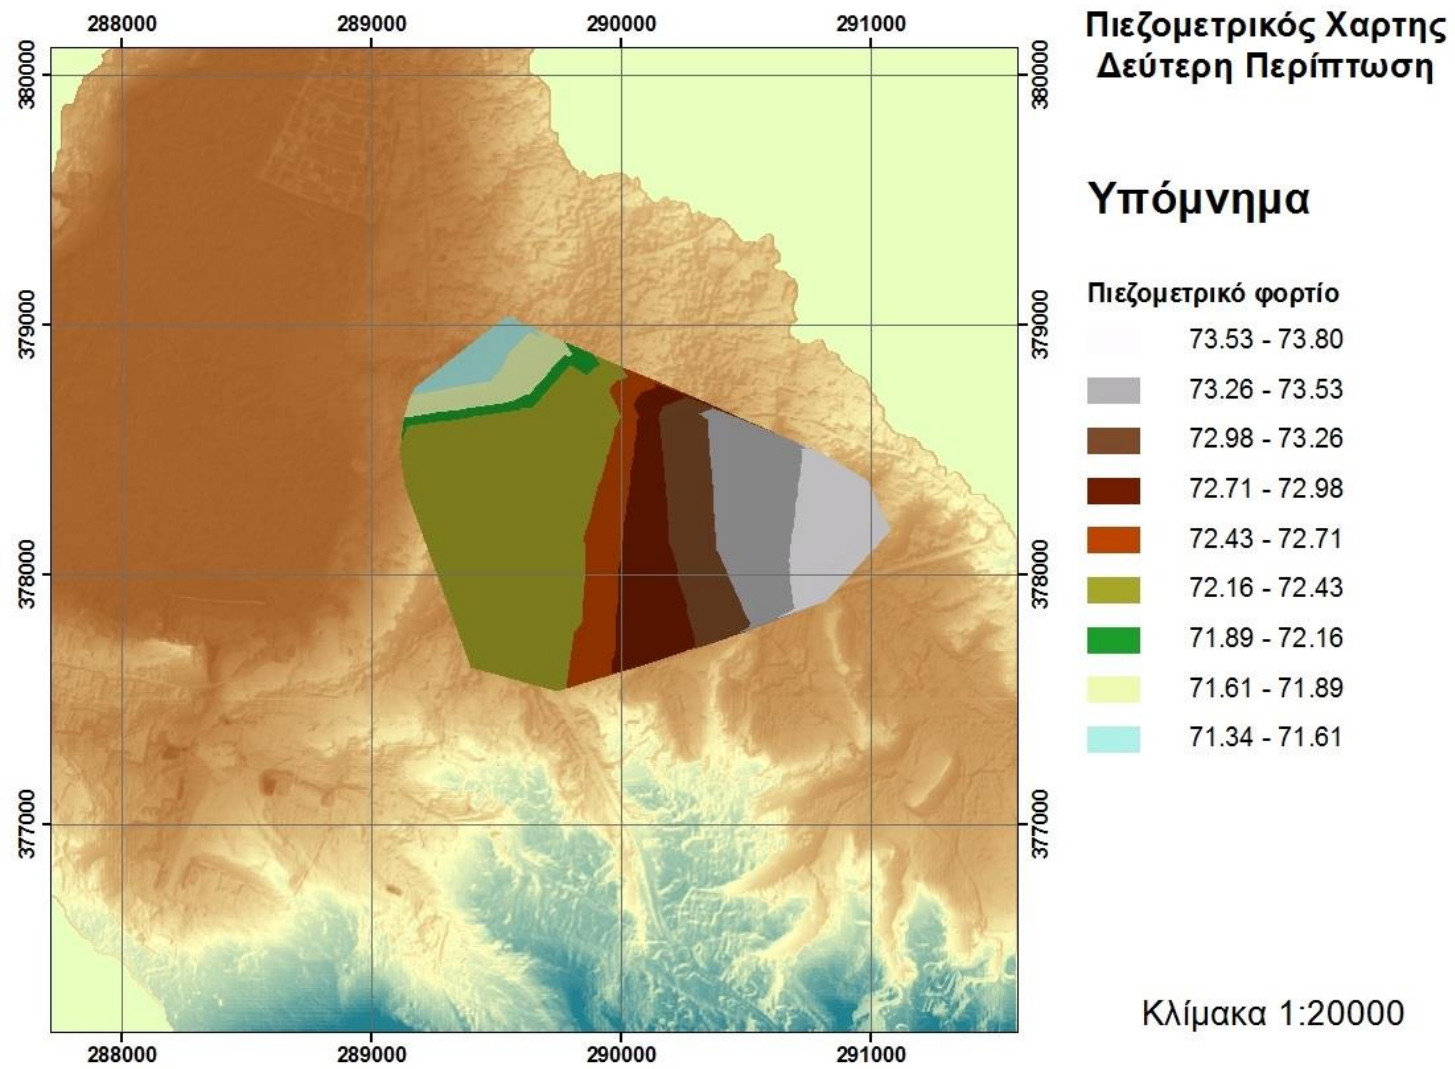 288000 289000 290000 291000
Πιεζομετρικός Χαρτης
Δεύτερη Περίπτωση
380000 380000
Υπόμνημα
Πιεζομετρικό φορτίο
379000 379000
73.53 - 73.80
73.26 - 73.53
72.98 - 73.26
72.71 - 72.98
72.43 - 72.71
378000 378000
72.16 - 72.43
71.89 - 72.16
71.61 - 71.89
71.34 - 71.61
377000 377000
Κλίμακα 1:20000
288000 289000 290000 291000